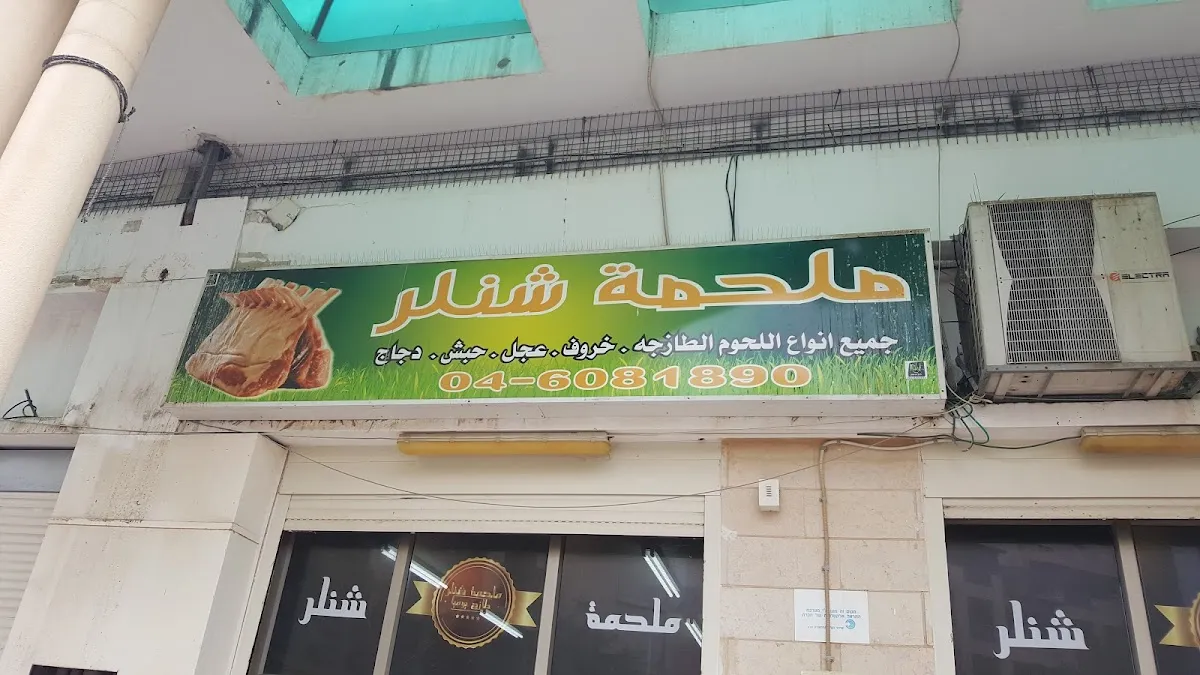 ملحمة شنلر
جميع انواع اللحوم الطازجه . خروف . عجل . حبش . دجاج
04-6081890
ELECTRA
شنلر
ملحمة
شنلر